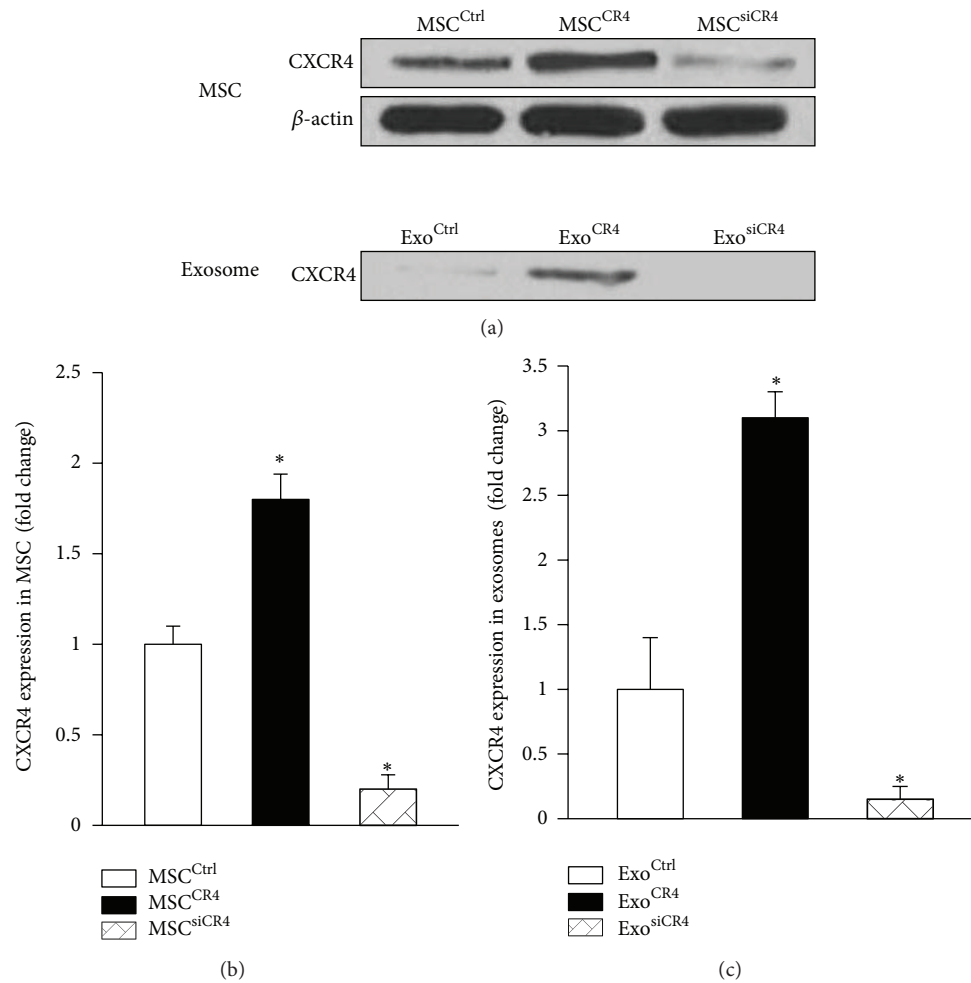 MSC^Ctrl MSC^CR4 MSC^siCR4
CXCR4
MSC
β-actin
Exo^Ctrl Exo^CR4 Exo^siCR4
Exosome CXCR4
(a)
CXCR4 expression in MSC (fold change)
2.5
2
1.5
1
0.5
0
*
*
MSC^Ctrl
MSC^CR4
MSC^siCR4
(b)
CXCR4 expression in exosomes (fold change)
3.5
3
2.5
2
1.5
1
0.5
0
*
*
Exo^Ctrl
Exo^CR4
Exo^siCR4
(c)